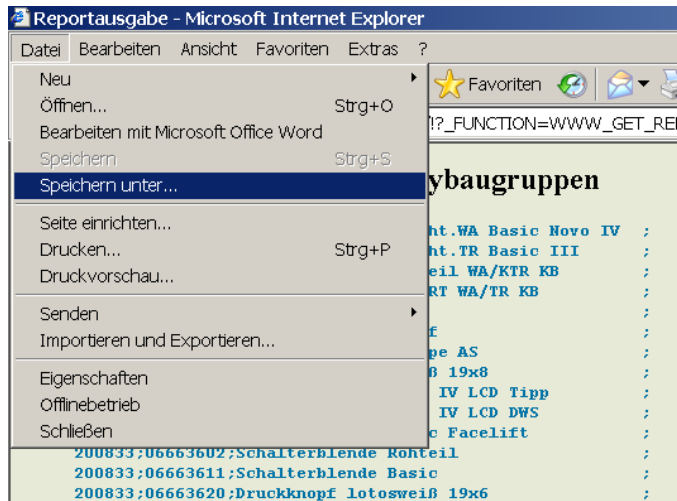 Reportausgabe - Microsoft Internet Explorer
Datei Bearbeiten Ansicht Favoriten Extras ?
Neu
Öffnen... Strg+O
Bearbeiten mit Microsoft Office Word
Speichern Strg+S
Speichern unter...
Seite einrichten...
Drucken... Strg+P
Druckvorschau...
Senden
Importieren und Exportieren...
Eigenschaften
Offlinebetrieb
Schließen
Favoriten
!?_FUNCTION=WWW_GET_RE
ybaugruppen
ht.WA Basic Novo IV ;
ht.TR Basic III ;
eil WA/KTR KB ;
RT WA/TR KB ;
;
f ;
pe AS ;
ß 19x8 ;
IV LCD Tipp ;
IV LCD DWS ;
c Facelift ;
200833;06663602;Schalterblende Rohteil ;
200833;06663611;Schalterblende Basic ;
200833;06663620;Druckknopf lotosweiß 19x6 ;